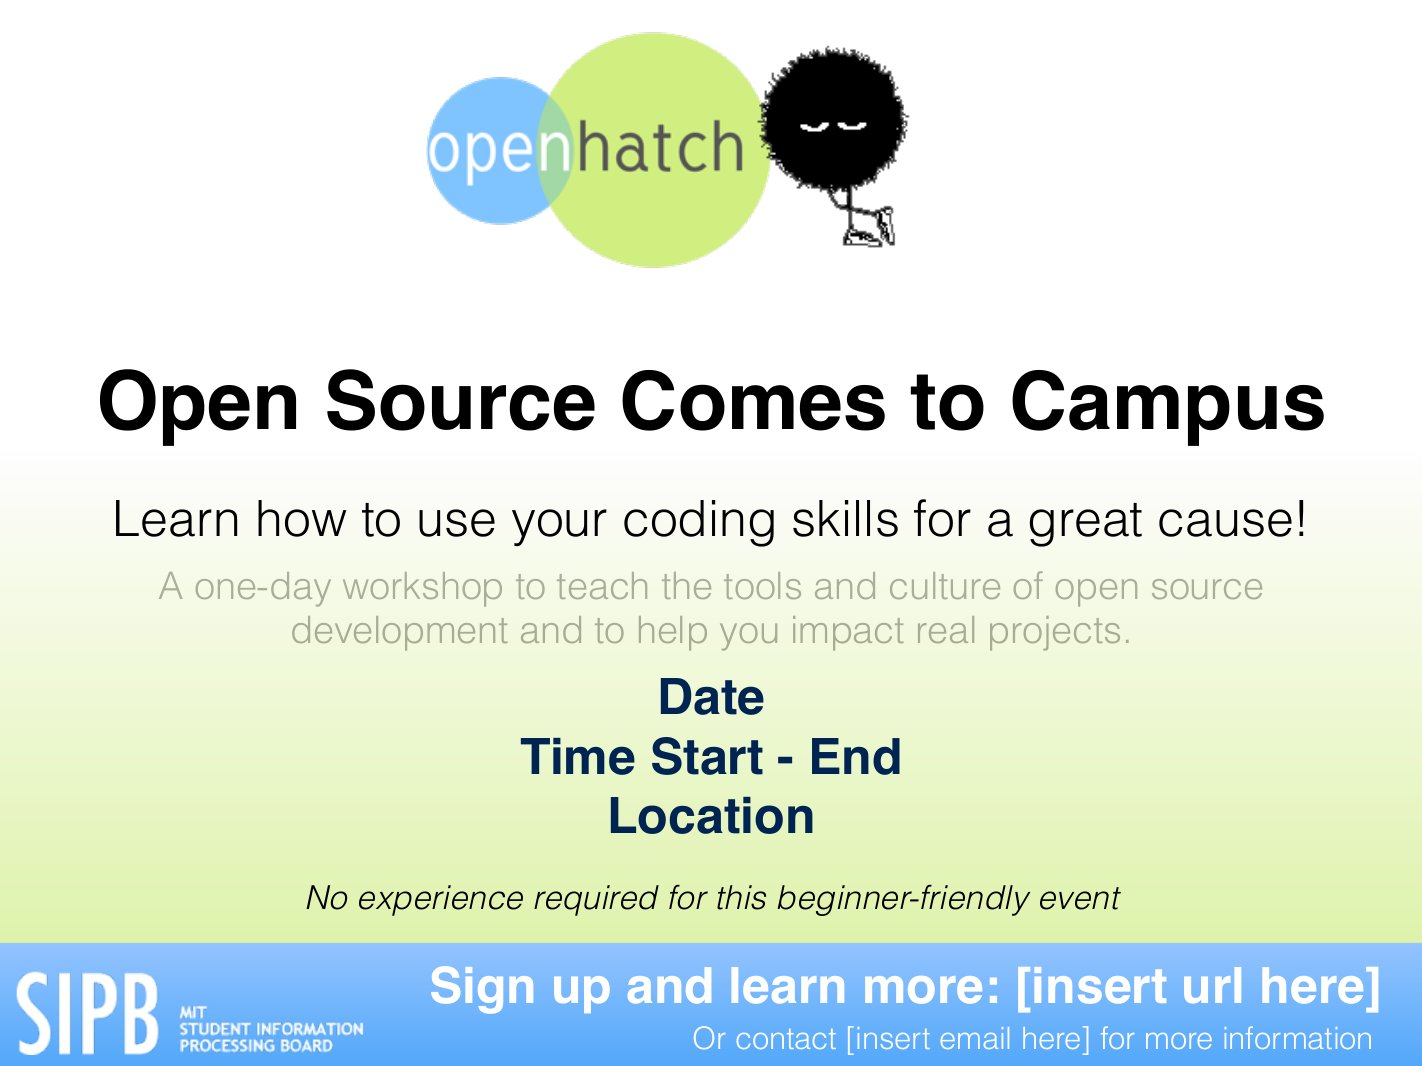 openhatch
Open Source Comes to Campus
Learn how to use your coding skills for a great cause!
A one-day workshop to teach the tools and culture of open source
development and to help you impact real projects.
Date
Time Start - End
Location
No experience required for this beginner-friendly event
Sign up and learn more: [insert url here]
Or contact [insert email here] for more information
SIPB
MIT
STUDENT INFORMATION
PROCESSING BOARD